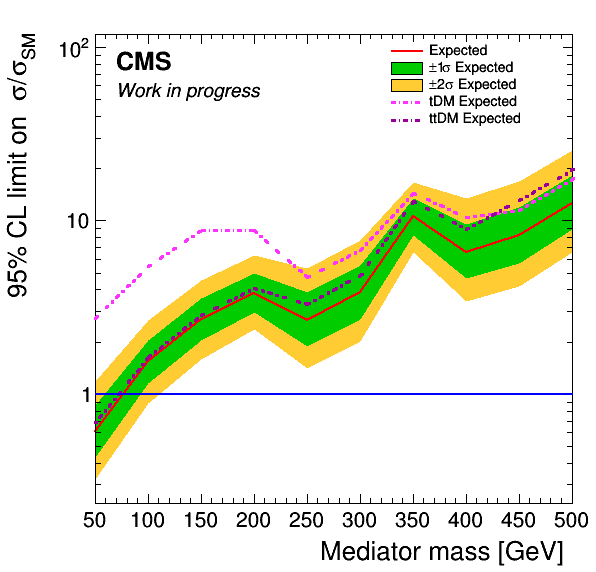 CMS
Work in progress
Expected
±1σ Expected
±2σ Expected
tDM Expected
ttDM Expected
95% CL limit on σ/σSM
10²
10
1
50 100 150 200 250 300 350 400 450 500
Mediator mass [GeV]